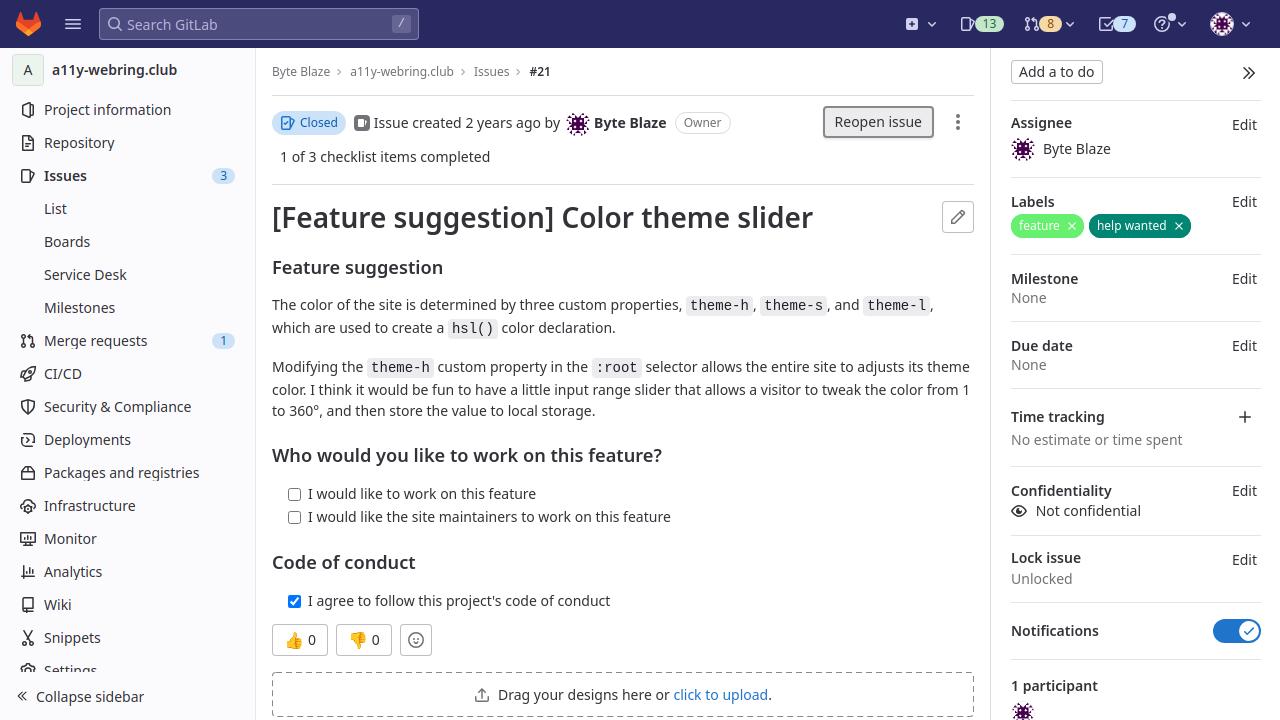 Search GitLab
/
13
8
7
A
a11y-webring.club
Project information
Repository
Issues
3
List
Boards
Service Desk
Milestones
Merge requests
1
CI/CD
Security & Compliance
Deployments
Packages and registries
Infrastructure
Monitor
Analytics
Wiki
Snippets
Settings
Collapse sidebar
Byte Blaze
a11y-webring.club
Issues
#21
Closed
Issue created 2 years ago by Byte Blaze
Owner
Reopen issue
1 of 3 checklist items completed
[Feature suggestion] Color theme slider
Feature suggestion
The color of the site is determined by three custom properties, theme-h, theme-s, and theme-l,
which are used to create a hsl() color declaration.
Modifying the theme-h custom property in the :root selector allows the entire site to adjusts its theme
color. I think it would be fun to have a little input range slider that allows a visitor to tweak the color from 1
to 360°, and then store the value to local storage.
Who would you like to work on this feature?
I would like to work on this feature
I would like the site maintainers to work on this feature
Code of conduct
I agree to follow this project's code of conduct
👍 0
👎 0
Drag your designs here or click to upload.
Add a to do
Assignee
Edit
Byte Blaze
Labels
Edit
feature
help wanted
Milestone
Edit
None
Due date
Edit
None
Time tracking
No estimate or time spent
Confidentiality
Edit
Not confidential
Lock issue
Edit
Unlocked
Notifications
1 participant